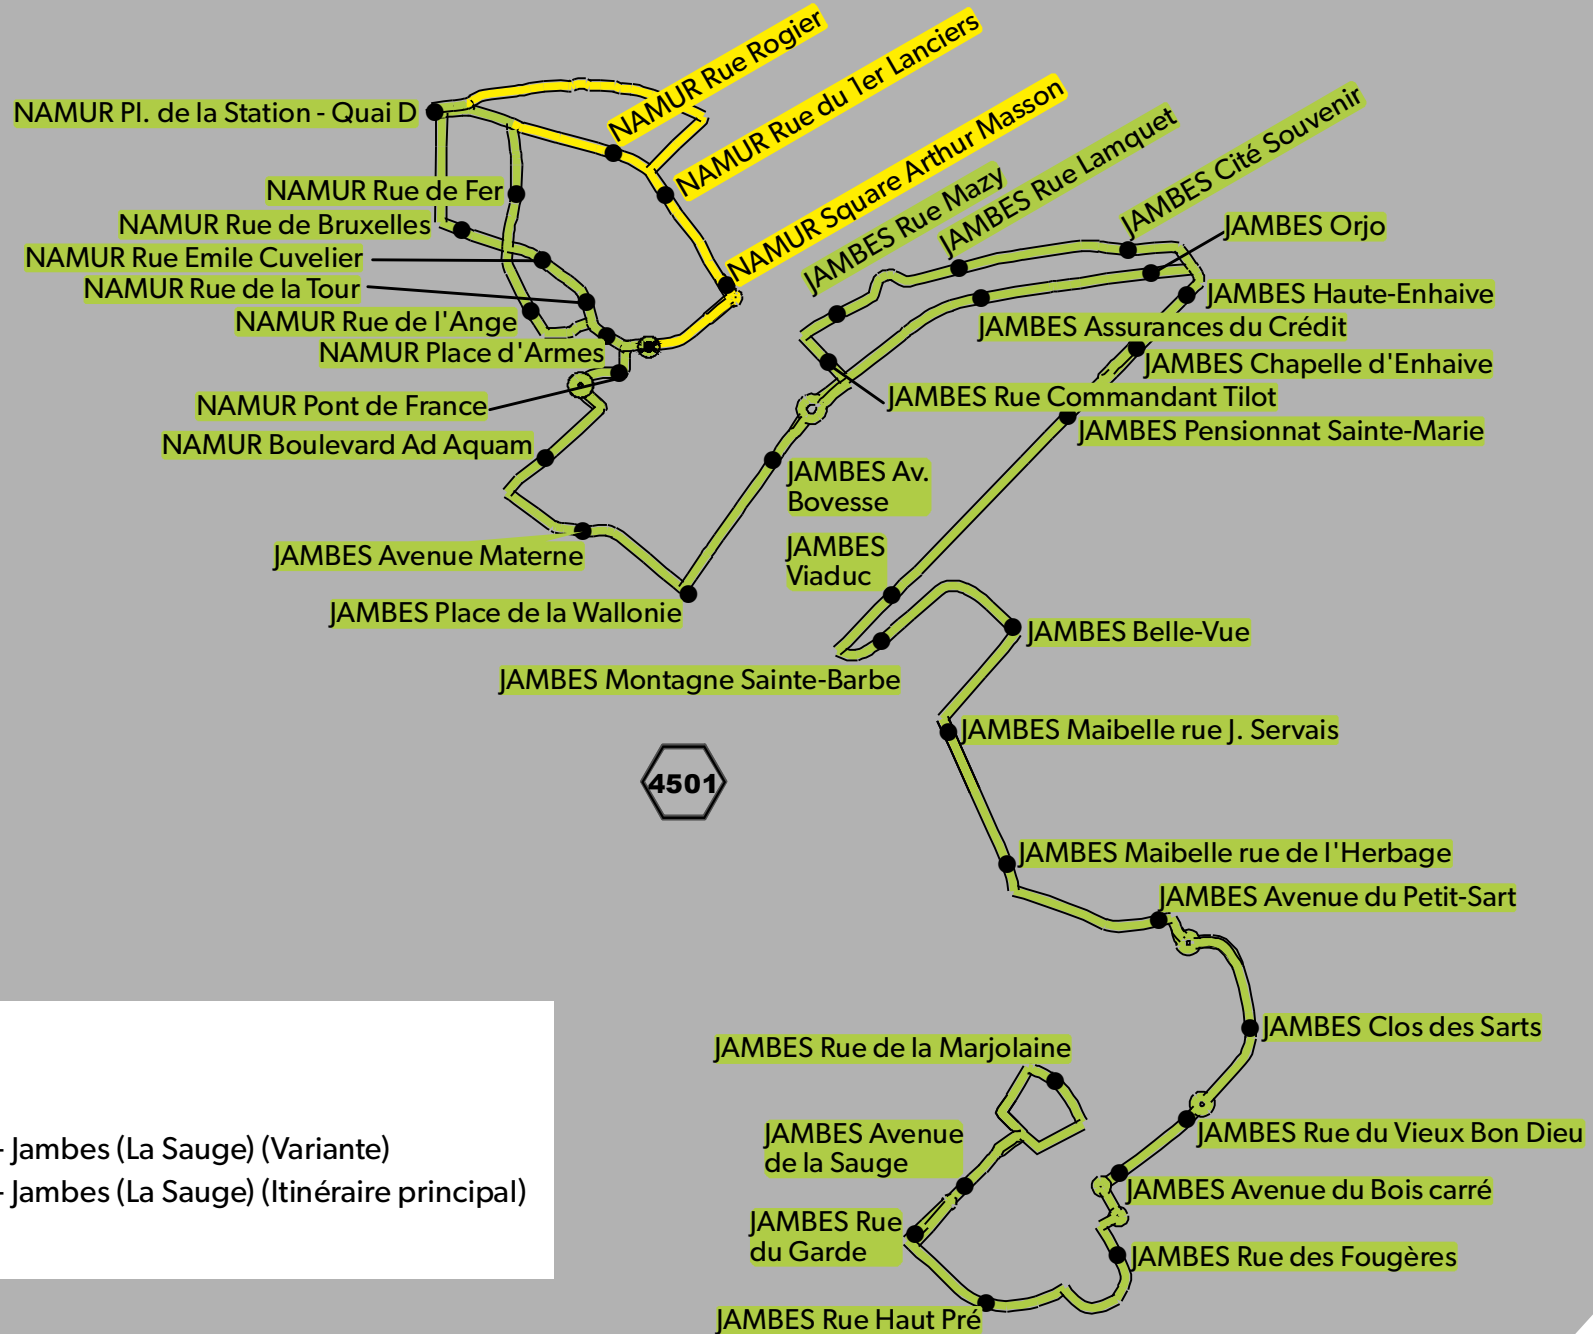 NAMUR Rue Rogier
NAMUR Rue du 1er Lanciers
NAMUR Square Arthur Masson
NAMUR Pl. de la Station - Quai D
JAMBES Rue Mazy
JAMBES Rue Lamquet
JAMBES Cité Souvenir
NAMUR Rue de Fer
NAMUR Rue de Bruxelles
JAMBES Orjo
NAMUR Rue Emile Cuvelier
NAMUR Rue de la Tour
JAMBES Haute-Enhaive
NAMUR Rue de l'Ange
JAMBES Assurances du Crédit
NAMUR Place d'Armes
JAMBES Chapelle d'Enhaive
JAMBES Rue Commandant Tilot
NAMUR Pont de France
JAMBES Pensionnat Sainte-Marie
NAMUR Boulevard Ad Aquam
JAMBES Av.
Bovesse
JAMBES Avenue Materne
JAMBES
Viaduc
JAMBES Place de la Wallonie
JAMBES Belle-Vue
JAMBES Montagne Sainte-Barbe
JAMBES Maibelle rue J. Servais
4501
JAMBES Maibelle rue de l'Herbage
JAMBES Avenue du Petit-Sart
JAMBES Clos des Sarts
JAMBES Rue de la Marjolaine
JAMBES Avenue
de la Sauge
JAMBES Rue du Vieux Bon Dieu
- Jambes (La Sauge) (Variante)
- Jambes (La Sauge) (Itinéraire principal)
JAMBES Avenue du Bois carré
JAMBES Rue
du Garde
JAMBES Rue des Fougères
JAMBES Rue Haut Pré